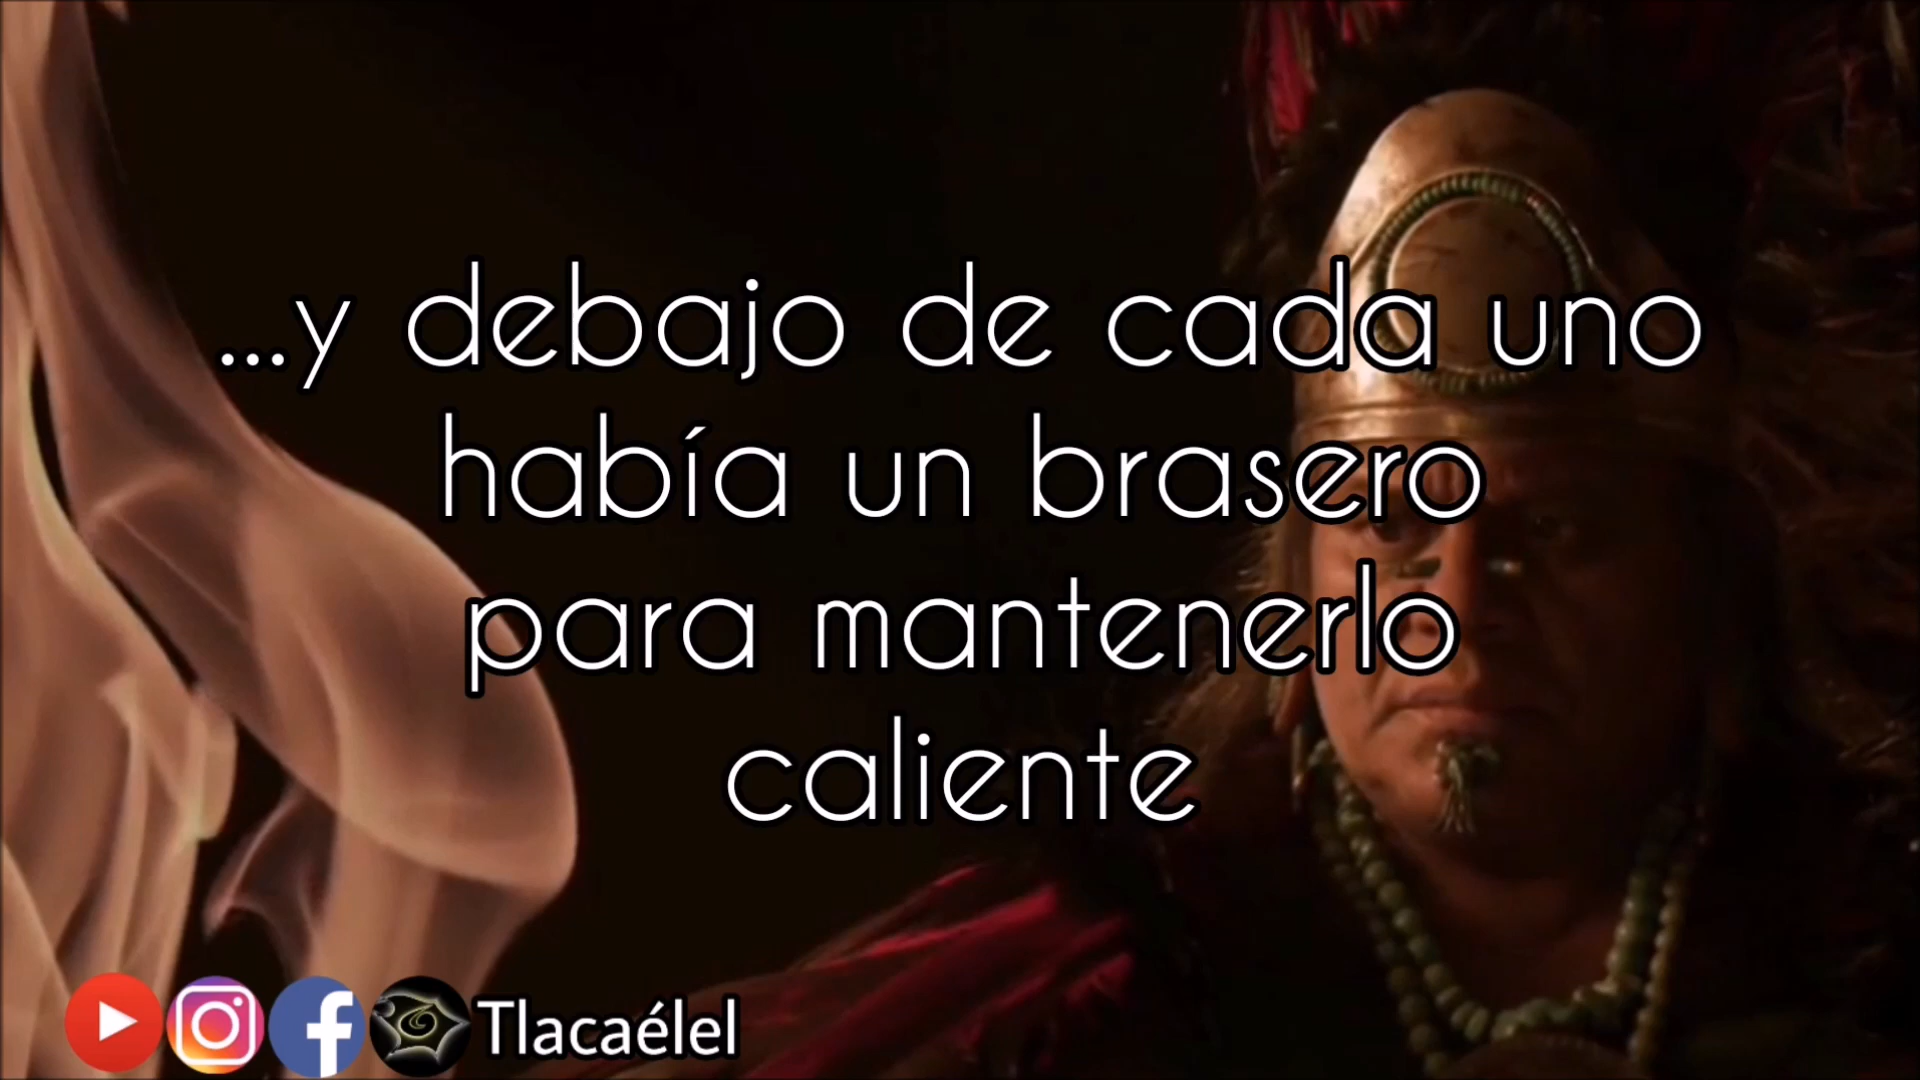 ...y debajo de cada uno
había un brasero
para mantenerlo
caliente
Tlacaélel